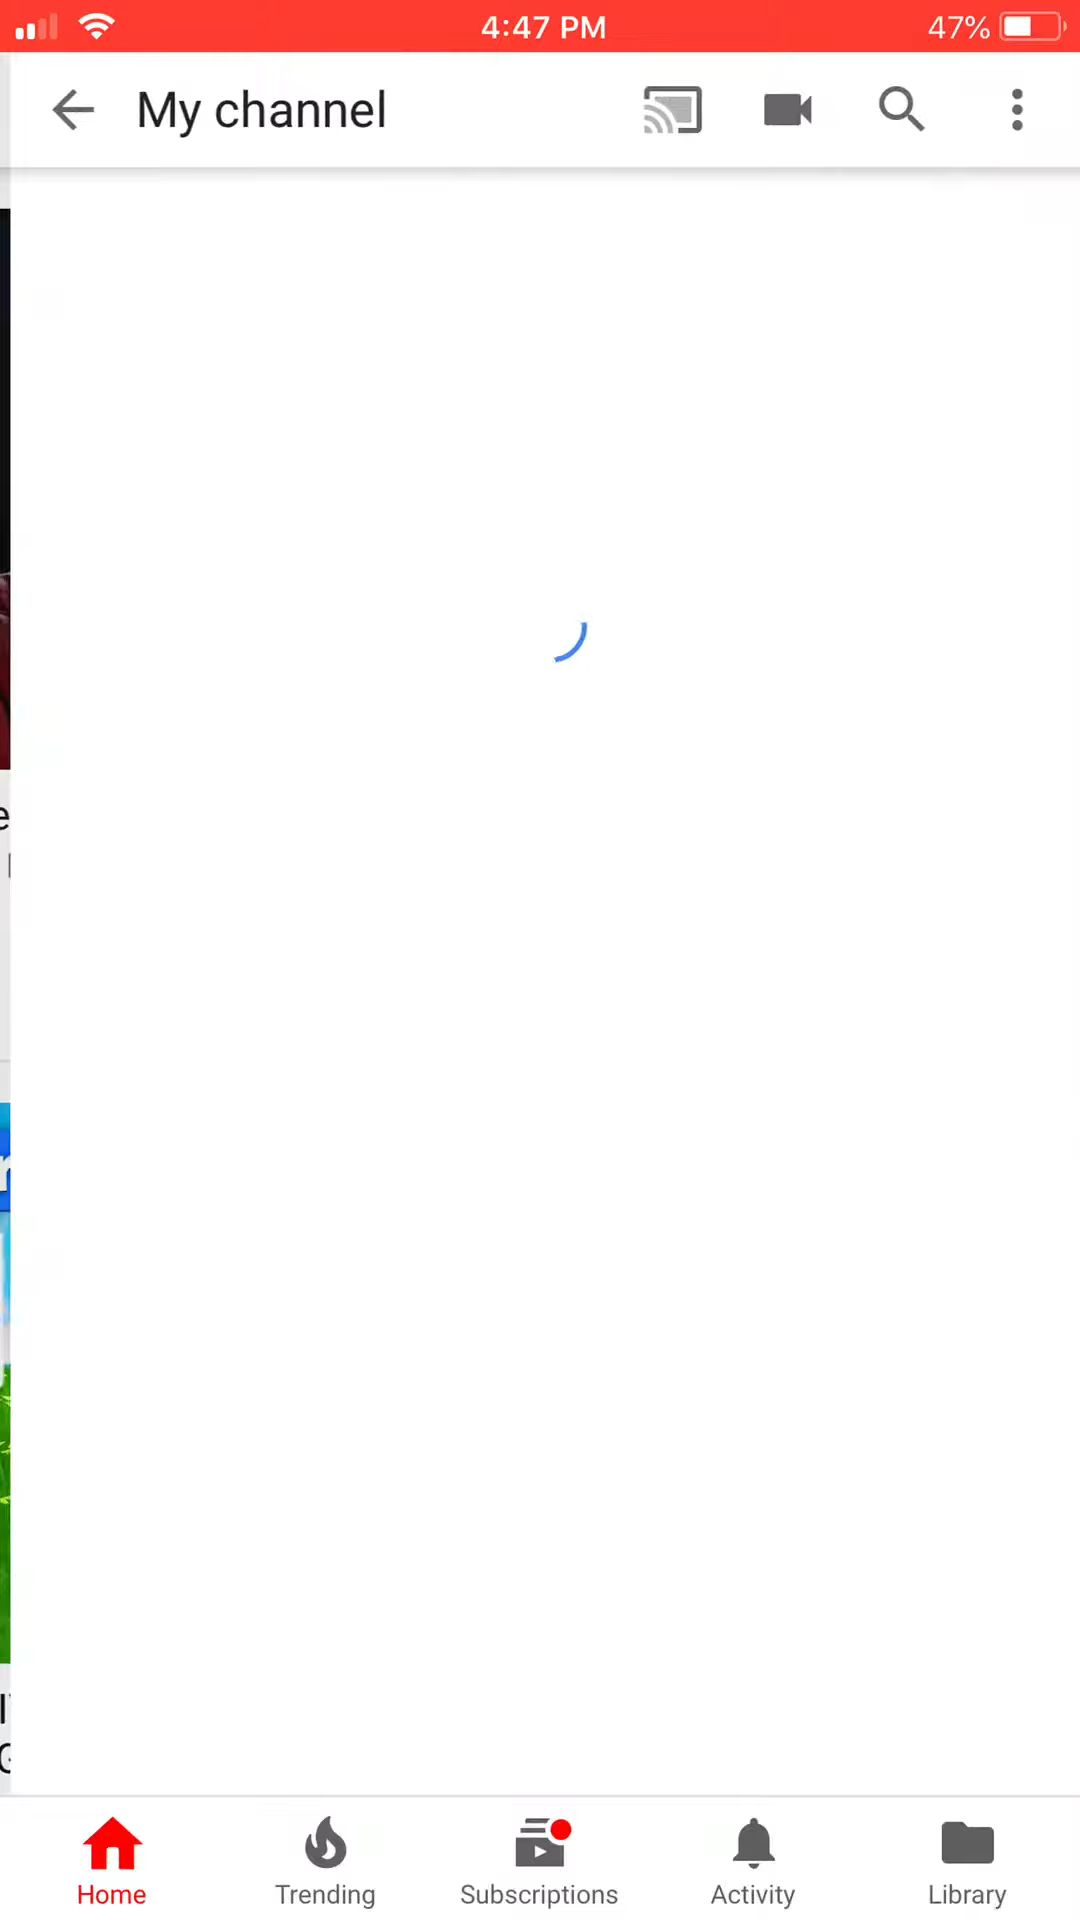 4:47 PM
47%
My channel
Home
Trending
Subscriptions
Activity
Library